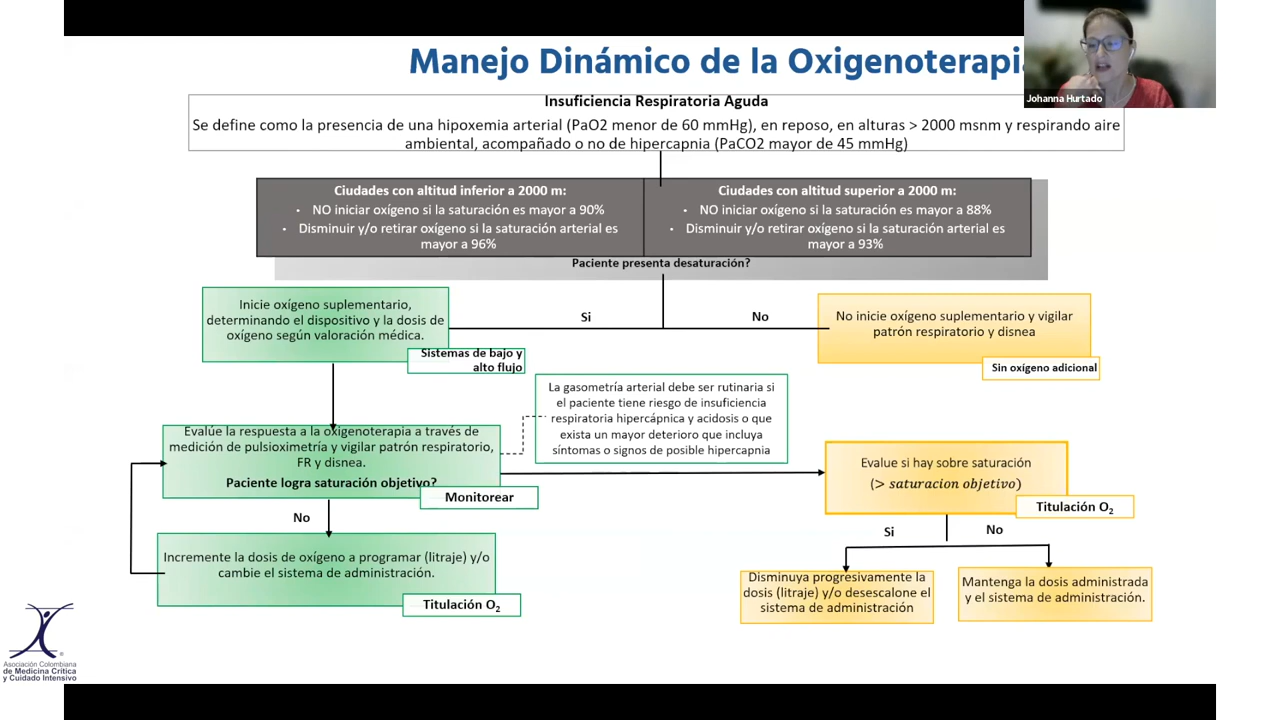 Manejo Dinámico de la Oxigenoterapi
Johanna Hurtado
Insuficiencia Respiratoria Aguda
Se define como la presencia de una hipoxemia arterial (PaO2 menor de 60 mmHg), en reposo, en alturas > 2000 msnm y respirando aire
ambiental, acompañado o no de hipercapnia (PaCO2 mayor de 45 mmHg)
Ciudades con altitud inferior a 2000 m:
• NO iniciar oxígeno si la saturación es mayor a 90%
• Disminuir y/o retirar oxígeno si la saturación arterial es
mayor a 96%
Ciudades con altitud superior a 2000 m:
• NO iniciar oxígeno si la saturación es mayor a 88%
• Disminuir y/o retirar oxígeno si la saturación arterial es
mayor a 93%
Paciente presenta desaturación?
Si
No
Inicie oxígeno suplementario,
determinando el dispositivo y la dosis de
oxígeno según valoración médica.
Sistemas de bajo y
alto flujo
No inicie oxígeno suplementario y vigilar
patrón respiratorio y disnea
Sin oxígeno adicional
La gasometría arterial debe ser rutinaria si
el paciente tiene riesgo de insuficiencia
respiratoria hipercápnica y acidosis o que
exista un mayor deterioro que incluya
síntomas o signos de posible hipercapnia
Evalúe la respuesta a la oxigenoterapia a través de
medición de pulsioximetría y vigilar patrón respiratorio,
FR y disnea.
Paciente logra saturación objetivo?
Monitorear
No
Incremente la dosis de oxígeno a programar (litraje) y/o
cambie el sistema de administración.
Titulación O₂
Evalue si hay sobre saturación
(> saturacion objetivo)
Titulación O₂
Si
No
Disminuya progresivamente la
dosis (litraje) y/o desescalone el
sistema de administración
Mantenga la dosis administrada
y el sistema de administración.
Asociación Colombiana
de Medicina Crítica
y Cuidado Intensivo